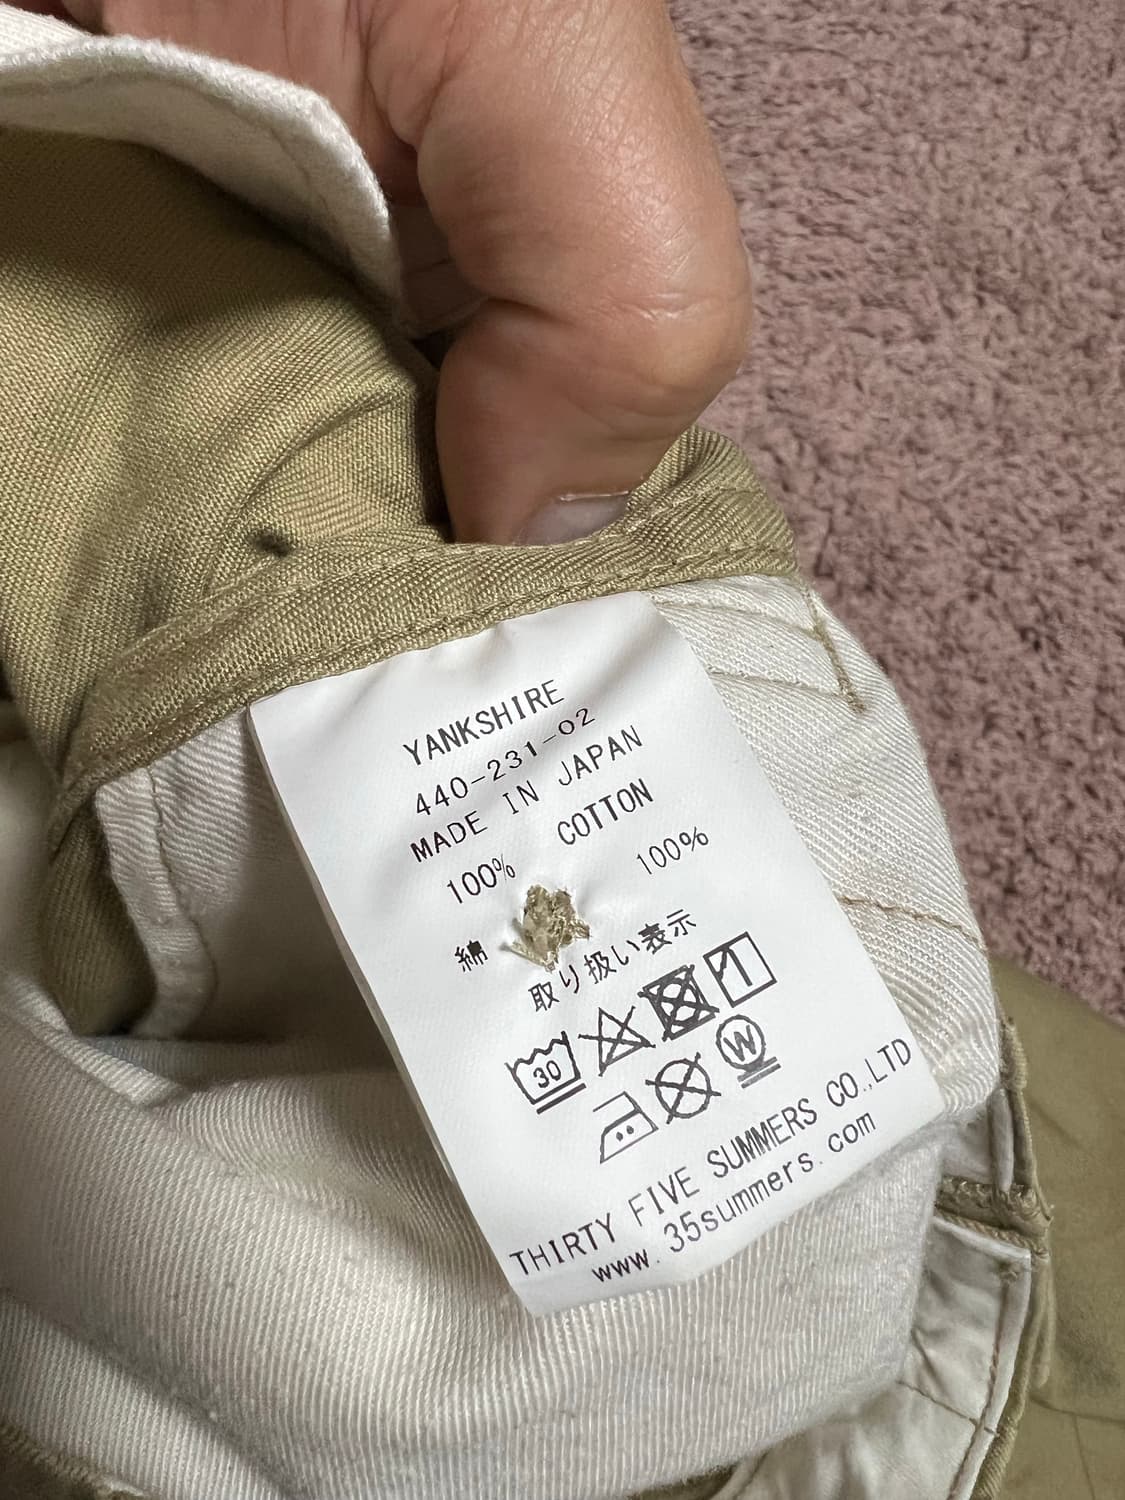 YANKSHIRE
440-231-02
MADE IN JAPAN
100% COTTON
綿 100%
取り扱い表示
30
W
THIRTY FIVE SUMMERS CO.,LTD
www.35summers.com